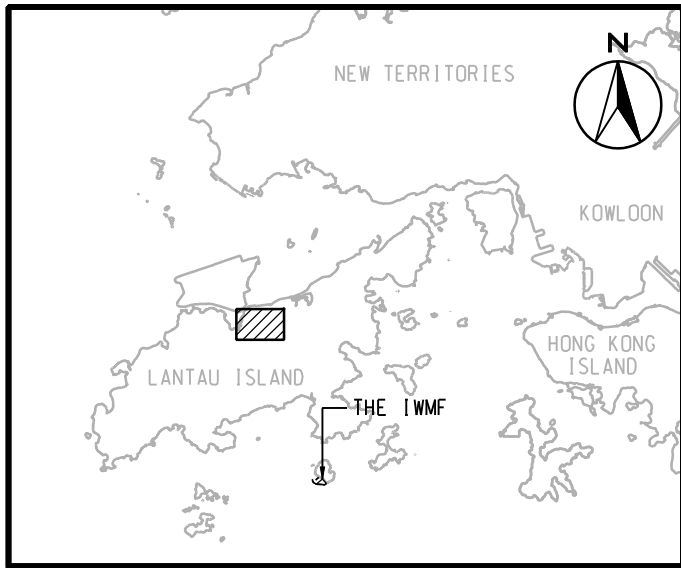 N
NEW TERRITORIES
KOWLOON
HONG KONG
ISLAND
LANTAU ISLAND
THE IWMF